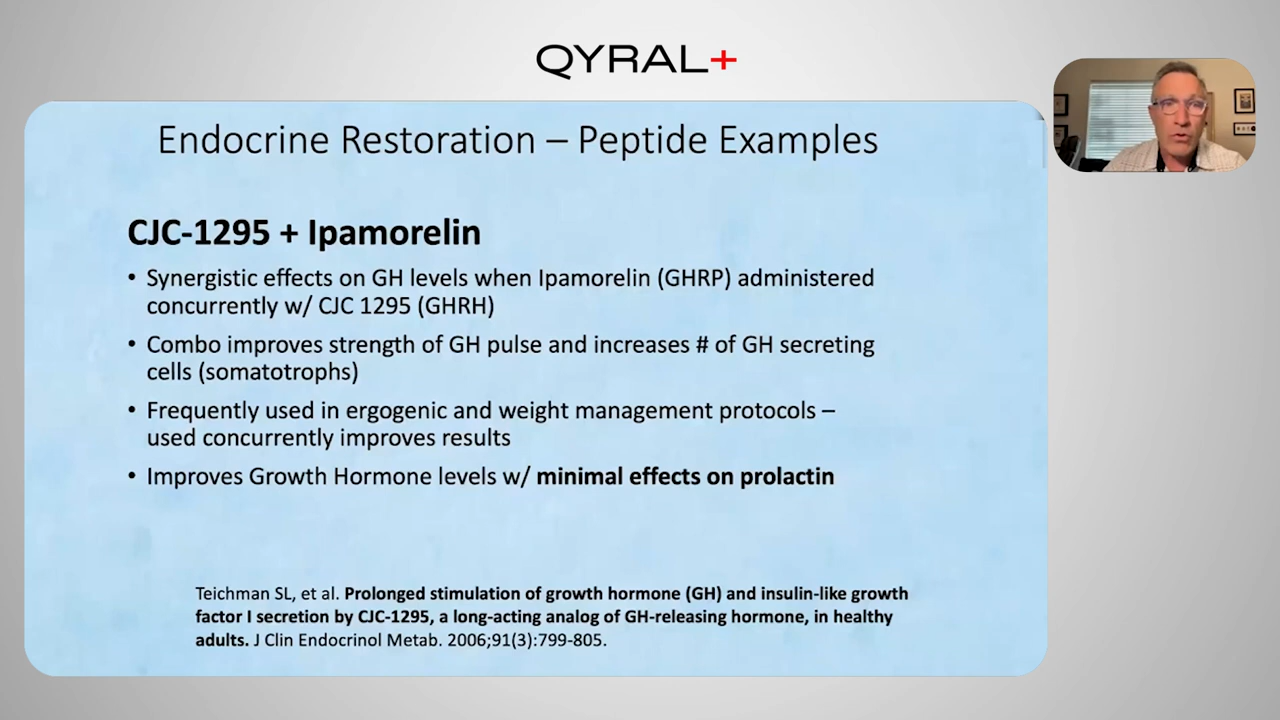 QYRAL+
Endocrine Restoration – Peptide Examples
CJC-1295 + Ipamorelin
• Synergistic effects on GH levels when Ipamorelin (GHRP) administered
concurrently w/ CJC 1295 (GHRH)
• Combo improves strength of GH pulse and increases # of GH secreting
cells (somatotrophs)
• Frequently used in ergogenic and weight management protocols –
used concurrently improves results
• Improves Growth Hormone levels w/ minimal effects on prolactin
Teichman SL, et al. Prolonged stimulation of growth hormone (GH) and insulin-like growth
factor I secretion by CJC-1295, a long-acting analog of GH-releasing hormone, in healthy
adults. J Clin Endocrinol Metab. 2006;91(3):799-805.